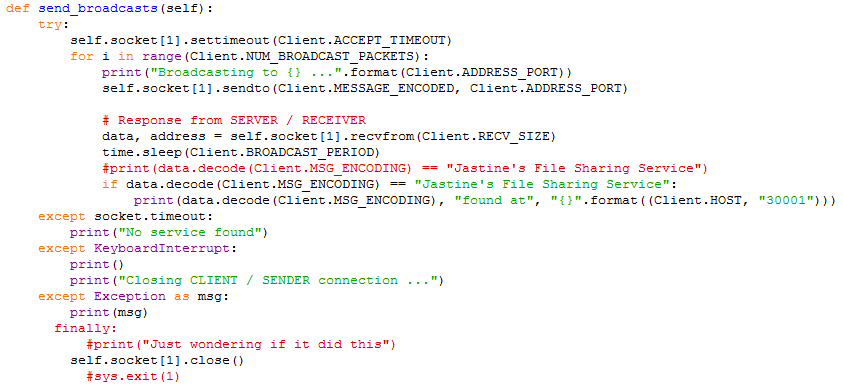 def send_broadcasts(self):
    try:
        self.socket[1].settimeout(Client.ACCEPT_TIMEOUT)
        for i in range(Client.NUM_BROADCAST_PACKETS):
            print("Broadcasting to {} ...".format(Client.ADDRESS_PORT))
            self.socket[1].sendto(Client.MESSAGE_ENCODED, Client.ADDRESS_PORT)

            # Response from SERVER / RECEIVER
            data, address = self.socket[1].recvfrom(Client.RECV_SIZE)
            time.sleep(Client.BROADCAST_PERIOD)
            #print(data.decode(Client.MSG_ENCODING) == "Jastine's File Sharing Service")
            if data.decode(Client.MSG_ENCODING) == "Jastine's File Sharing Service":
                print(data.decode(Client.MSG_ENCODING), "found at", "{}".format((Client.HOST, "30001")))
    except socket.timeout:
        print("No service found")
    except KeyboardInterrupt:
        print()
        print("Closing CLIENT / SENDER connection ...")
    except Exception as msg:
        print(msg)
      finally:
          #print("Just wondering if it did this")
        self.socket[1].close()
          #sys.exit(1)